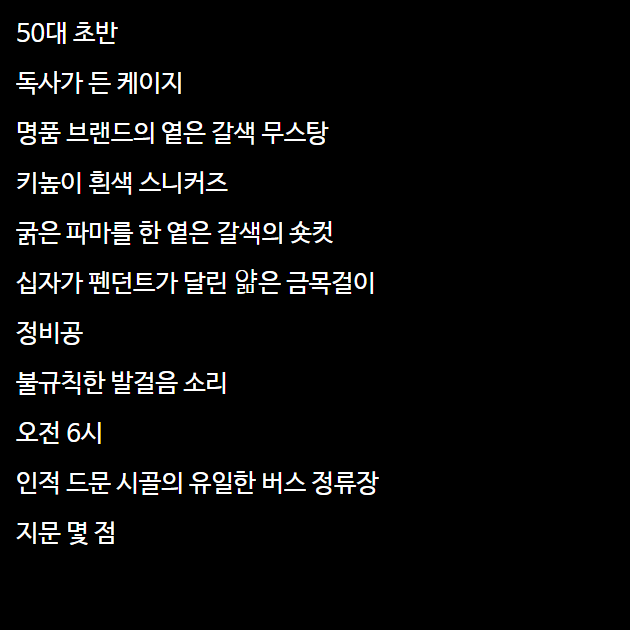 50대 초반
독사가 든 케이지
명품 브랜드의 옅은 갈색 무스탕
키높이 흰색 스니커즈
굵은 파마를 한 옅은 갈색의 숏컷
십자가 펜던트가 달린 얇은 금목걸이
정비공
불규칙한 발걸음 소리
오전 6시
인적 드문 시골의 유일한 버스 정류장
지문 몇 점